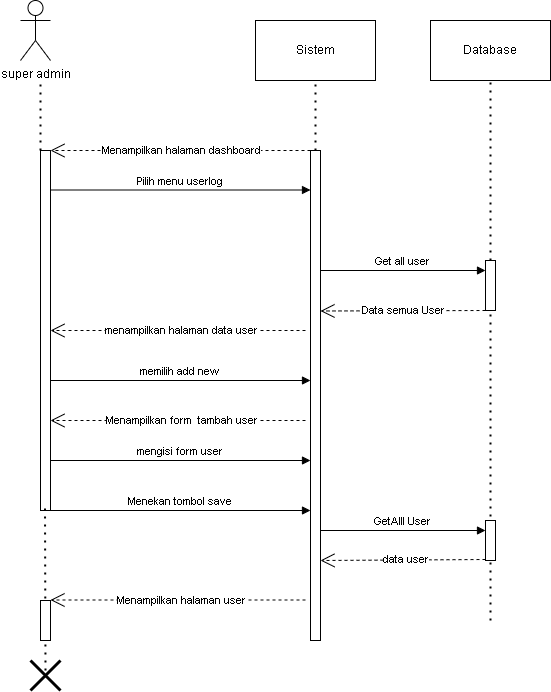 super admin
Sistem
Database
Menampilkan halaman dashboard
Pilih menu userlog
Get all user
Data semua User
menampilkan halaman data user
memilih add new
Menampilkan form tambah user
mengisi form user
Menekan tombol save
GetAlll User
data user
Menampilkan halaman user